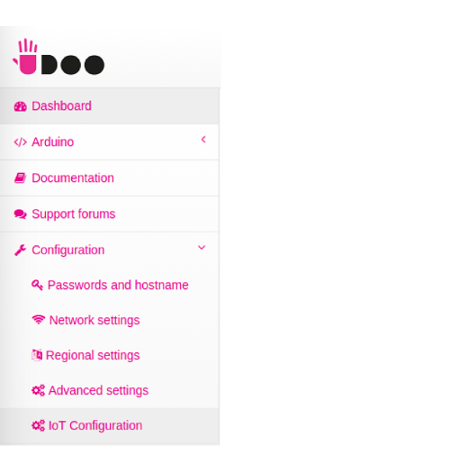 UDOO
Dashboard
Arduino
Documentation
Support forums
Configuration
Passwords and hostname
Network settings
Regional settings
Advanced settings
IoT Configuration